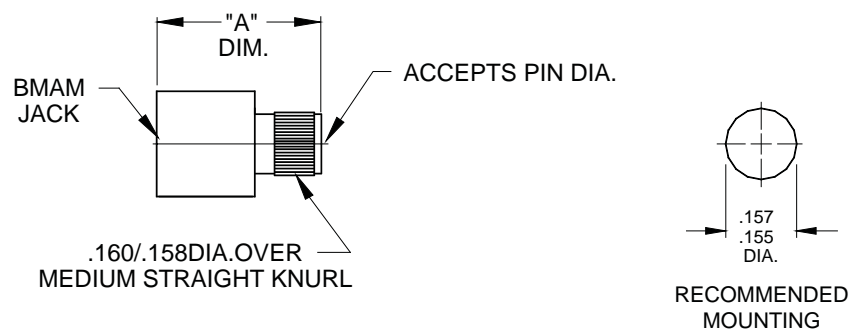 "A"
DIM.
BMAM
JACK
ACCEPTS PIN DIA.
.160/.158DIA.OVER
MEDIUM STRAIGHT KNURL
.157
.155
DIA.
RECOMMENDED
MOUNTING